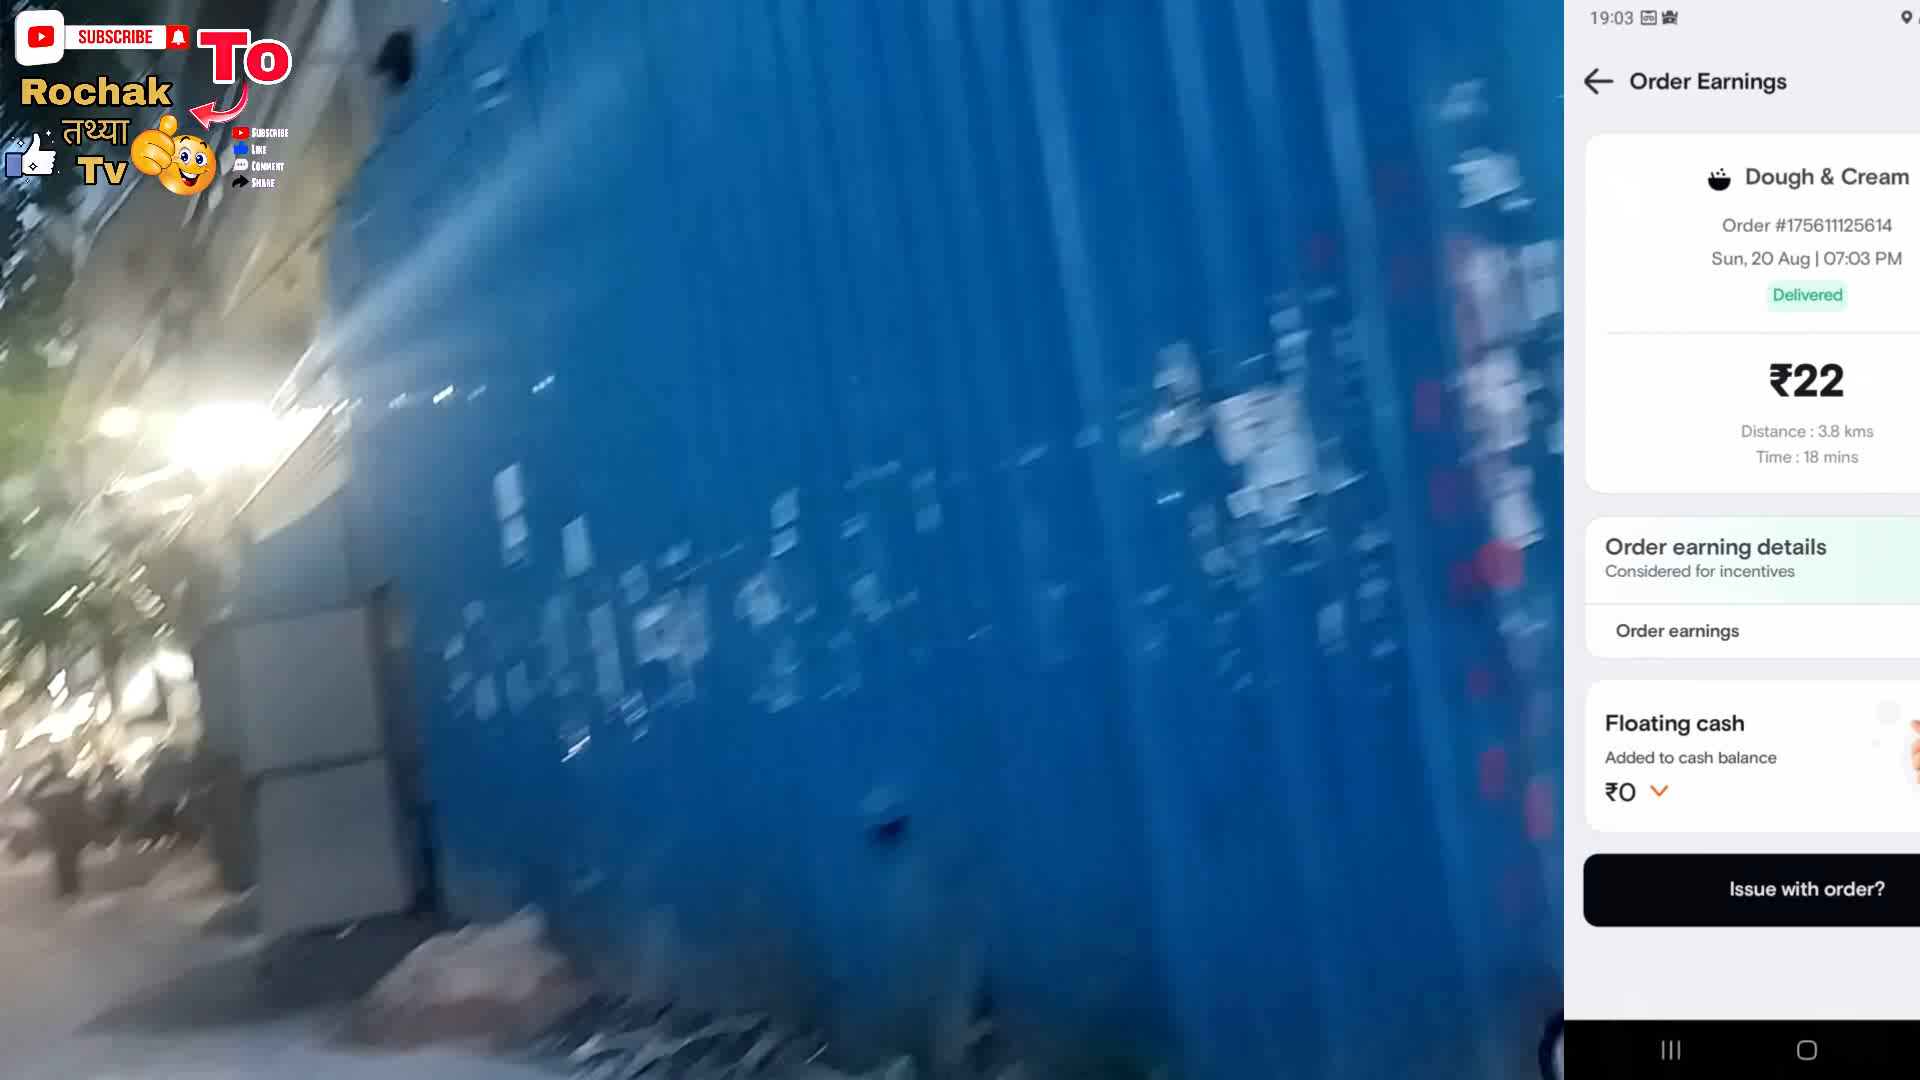 SUBSCRIBE
To
Rochak
तथ्या
Tv
SUBSCRIBE
LIKE
COMMENT
SHARE
19:03
Order Earnings
Dough & Cream
Order #175611125614
Sun, 20 Aug | 07:03 PM
Delivered
₹22
Distance : 3.8 kms
Time : 18 mins
Order earning details
Considered for incentives
Order earnings
Floating cash
Added to cash balance
₹0
Issue with order?